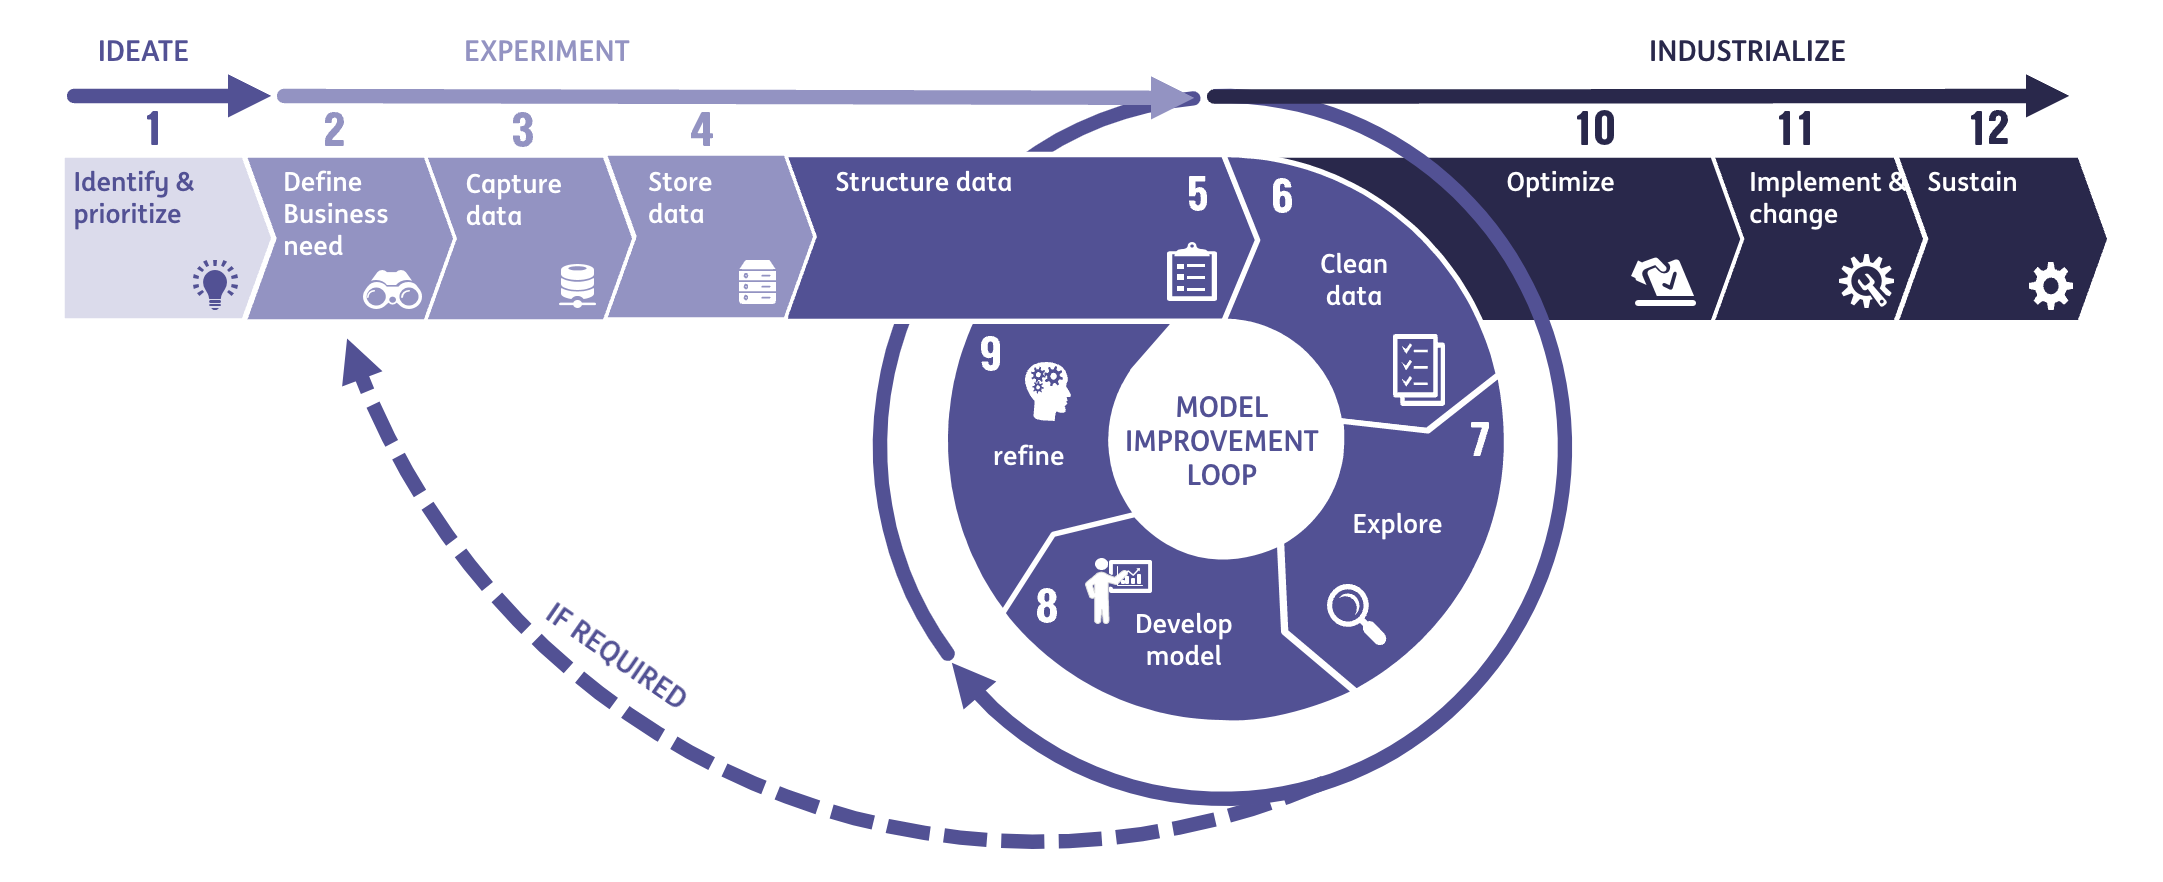 IDEATE
EXPERIMENT
INDUSTRIALIZE
1
2
3
4
10
11
12
Identify &
prioritize
Define
Business
need
Capture
data
Store
data
Structure data
5
6
Clean
data
Optimize
Implement &
change
Sustain
9
refine
MODEL
IMPROVEMENT
LOOP
7
Explore
8
Develop
model
IF REQUIRED